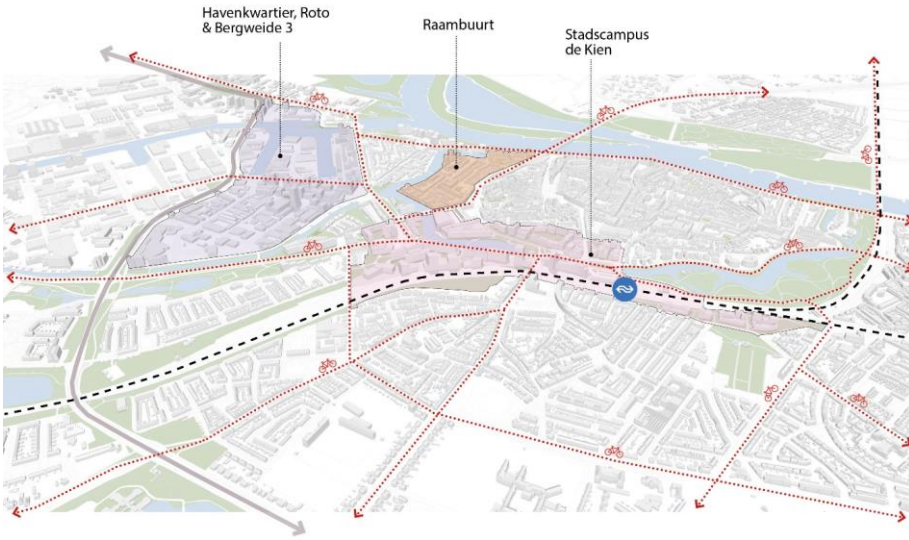 Havenkwartier, Roto
& Bergweide 3
Raambuurt
Stadscampus
de Kien